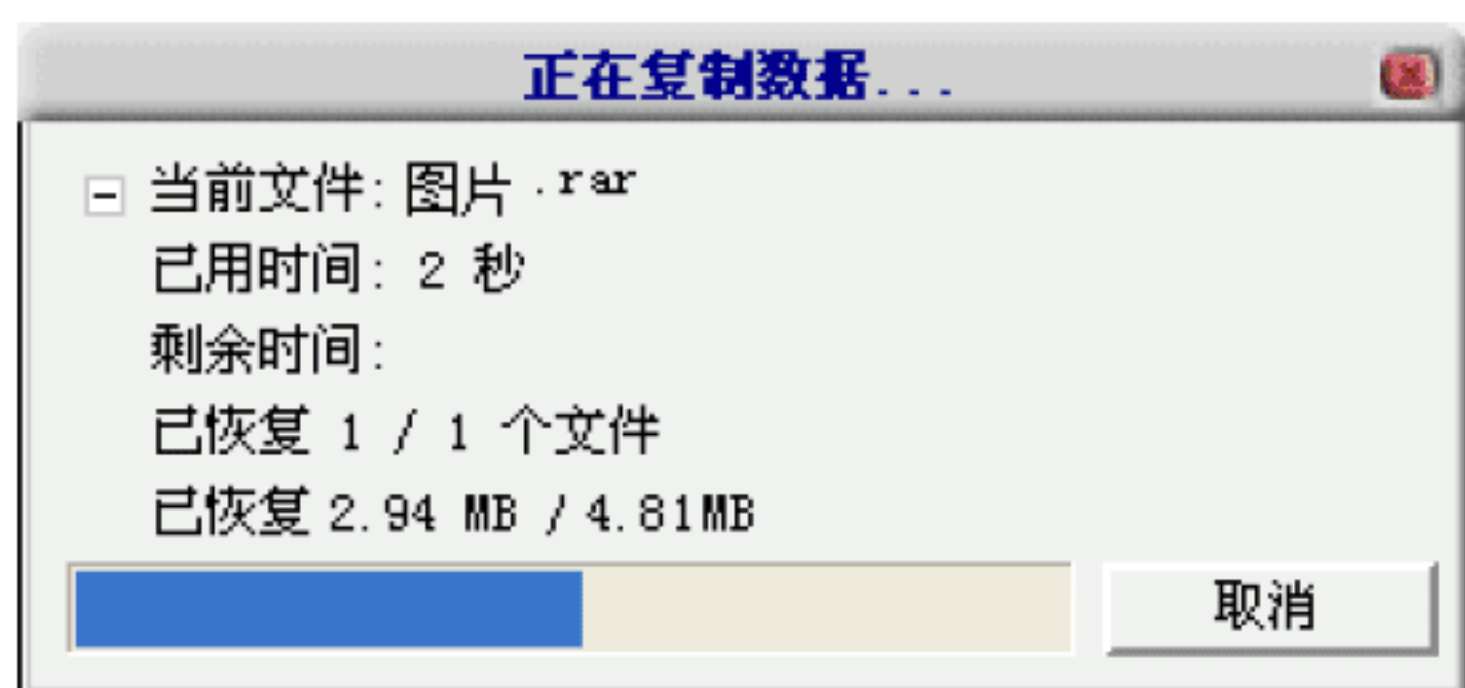 正在复制数据...
当前文件: 图片 .rar
已用时间: 2 秒
剩余时间:
已恢复 1 / 1 个文件
已恢复 2.94 MB / 4.81MB
取消